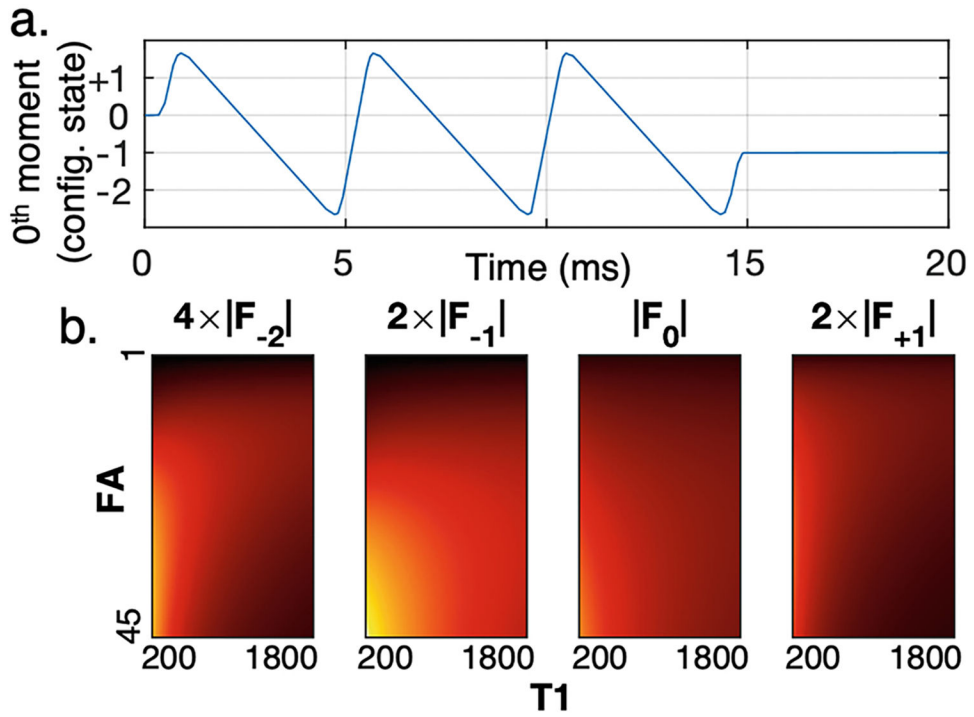 a.
0th moment
(config. state)
+1
0
-1
-2
0
5
Time (ms)
15
20
b.
4×|F-2|
2×|F-1|
|F0|
2×|F+1|
1
FA
45
200
1800
200
1800
200
1800
200
1800
T1